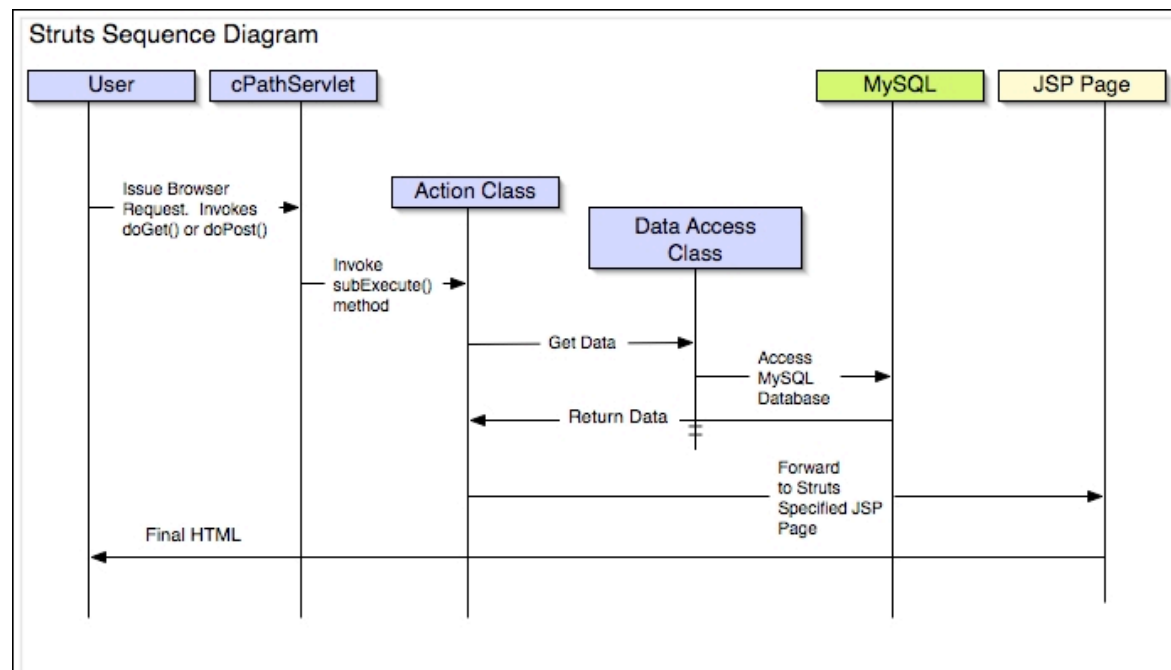 Struts Sequence Diagram
User
cPathServlet
MySQL
JSP Page
Issue Browser
Request. Invokes
doGet() or doPost()
Action Class
Data Access
Class
Invoke
subExecute()
method
Get Data
Access
MySQL
Database
Return Data
Forward
to Struts
Specified JSP
Page
Final HTML